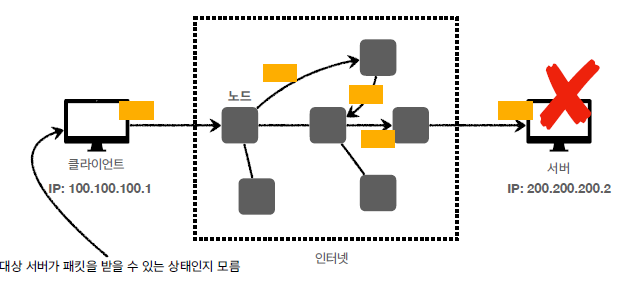 노드
클라이언트
IP: 100.100.100.1
서버
IP: 200.200.200.2
인터넷
대상 서버가 패킷을 받을 수 있는 상태인지 모름